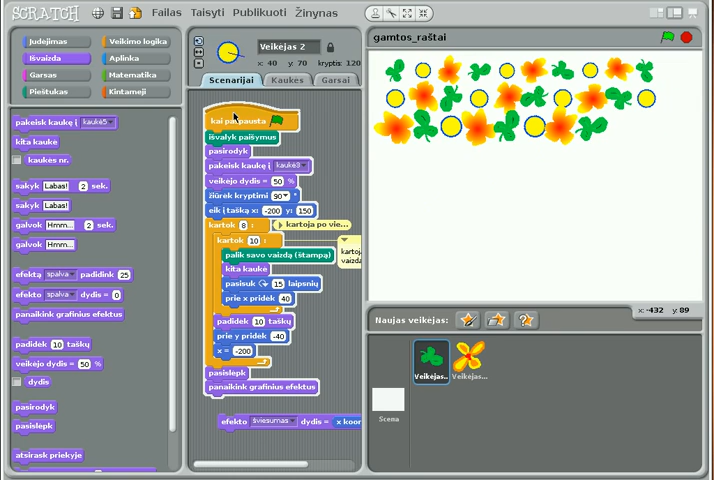 SCRATCH Failas Taisyti Publikuoti Žinynas
Judėjimas Veikimo logika
Išvaizda Aplinka
Garsas Matematika
Pieštukas Kintamieji
Veikėjas 2
x: 40 y: 70 kryptis: 120
Scenarijai Kaukės Garsai
gamtos_raštai
pakeisk kaukę į kaukė5
kita kaukė
kaukės nr.
sakyk Labas! 2 sek.
sakyk Labas!
galvok Hmm... 2 sek.
galvok Hmm...
efektą spalva padidink 25
efekto spalva dydis = 0
panaikink grafinius efektus
padidėk 10 taškų
veikėjo dydis = 50 %
dydis
pasirodyk
pasislėpk
atsirask priekyje
kai paspausta
išvalyk paišymus
pasirodyk
pakeisk kaukę į kaukė3
veikėjo dydis = 50 %
žiūrėk kryptimi 90 °
eik į tašką x: -200 y: 150
kartok 8 :
kartoja po vie...
kartok 10 :
kartoj
vaizda
palik savo vaizdą (štampą)
kita kaukė
pasisuk 15 laipsnių
prie x pridėk 40
padidėk 10 taškų
prie y pridėk -40
x = -200
pasislėpk
panaikink grafinius efektus
efekto šviesumas dydis = x koor
x: -432 y: 89
Naujas veikėjas:
Veikėjas...
Veikėjas...
Scena